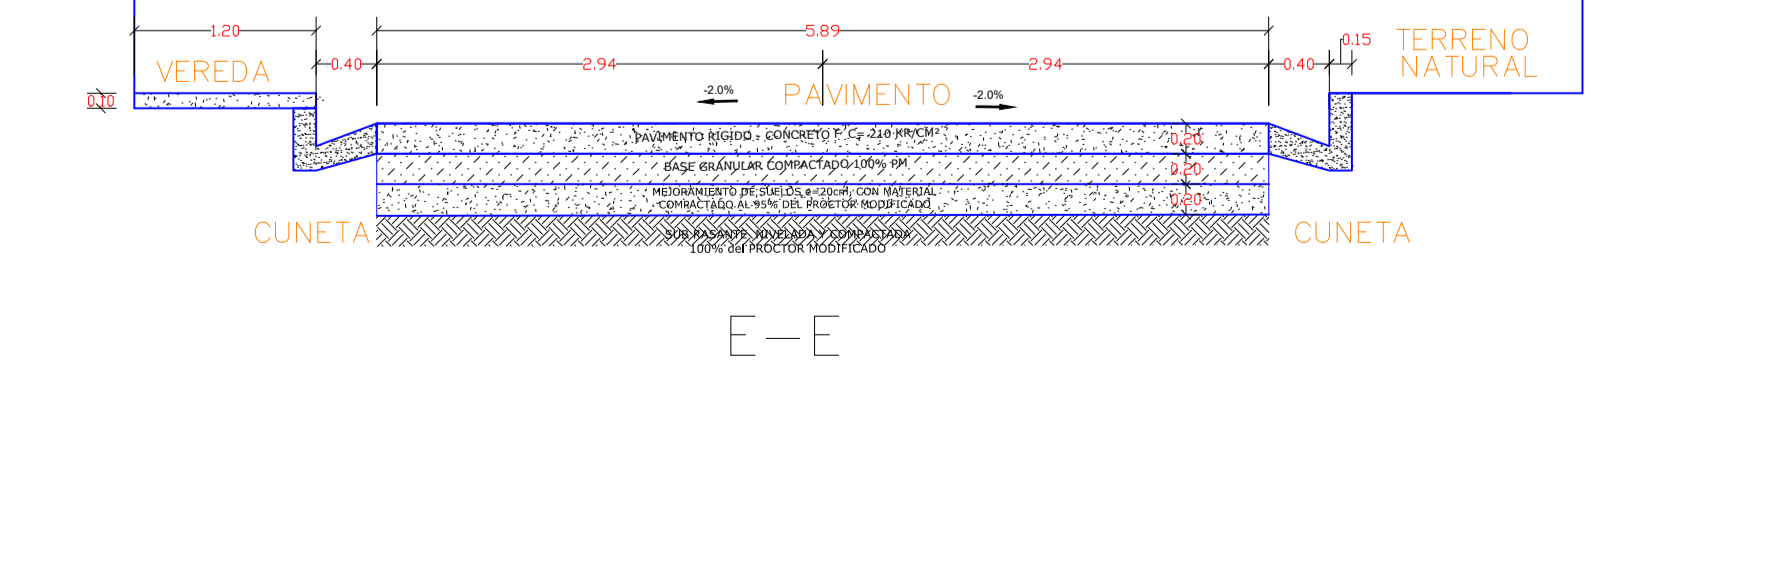 1.20
5.89
0.15
TERRENO
NATURAL
VEREDA
0.40
2.94
2.94
0.40
0.10
-2.0%
PAVIMENTO
-2.0%
PAVIMENTO RIGIDO - CONCRETO F´C= 210 KR/CM²
0.20
BASE GRANULAR COMPACTADO 100% PM
0.20
MEJORAMIENTO DE SUELOS e=20cm, CON MATERIAL
COMPACTADO AL 95% DEL PROCTOR MODIFICADO
0.20
CUNETA
SUB RASANTE NIVELADA Y COMPACTADA
100% del PROCTOR MODIFICADO
CUNETA
E-E